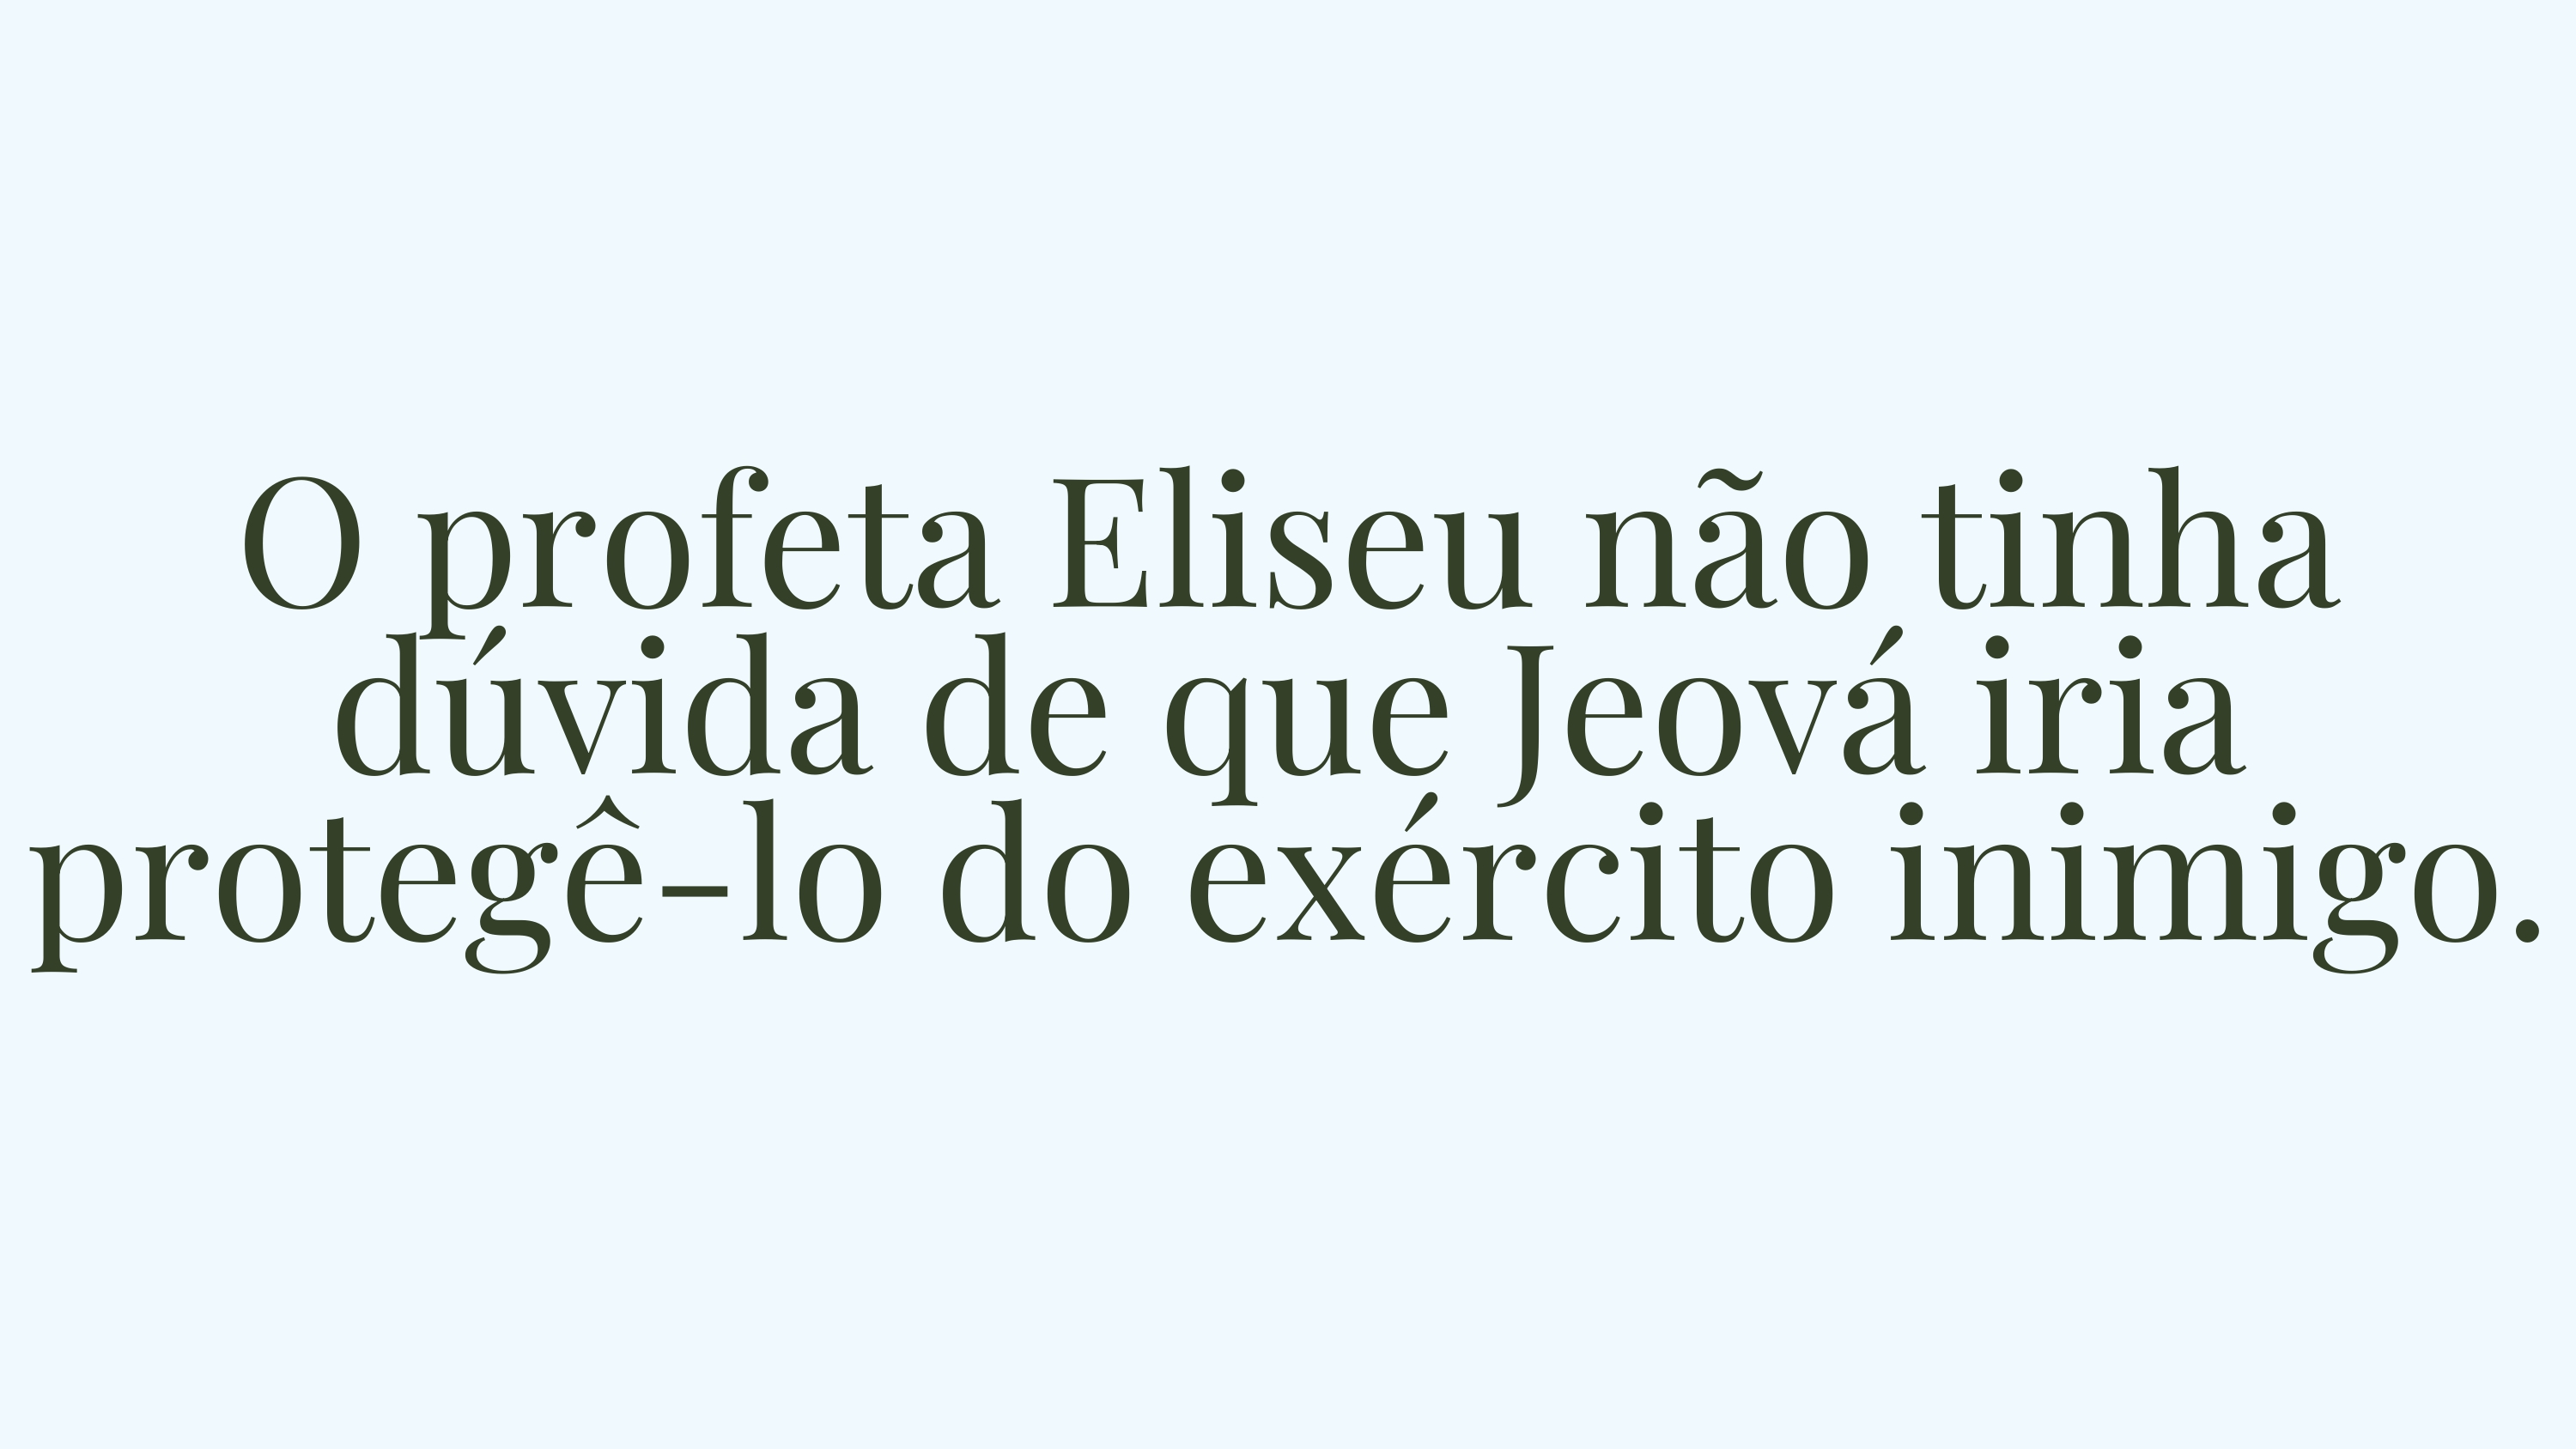 O profeta Eliseu não tinha
dúvida de que Jeová iria
protegê-lo do exército inimigo.